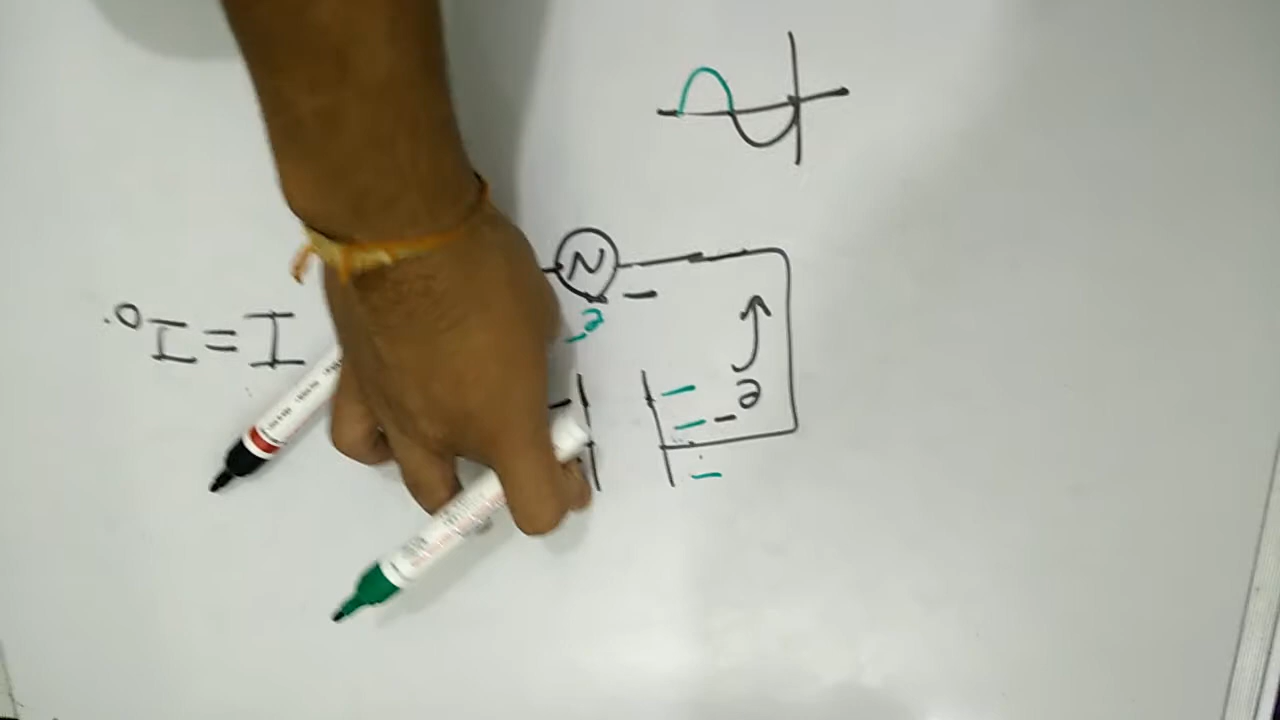 e⁻
e⁻
I = I₀